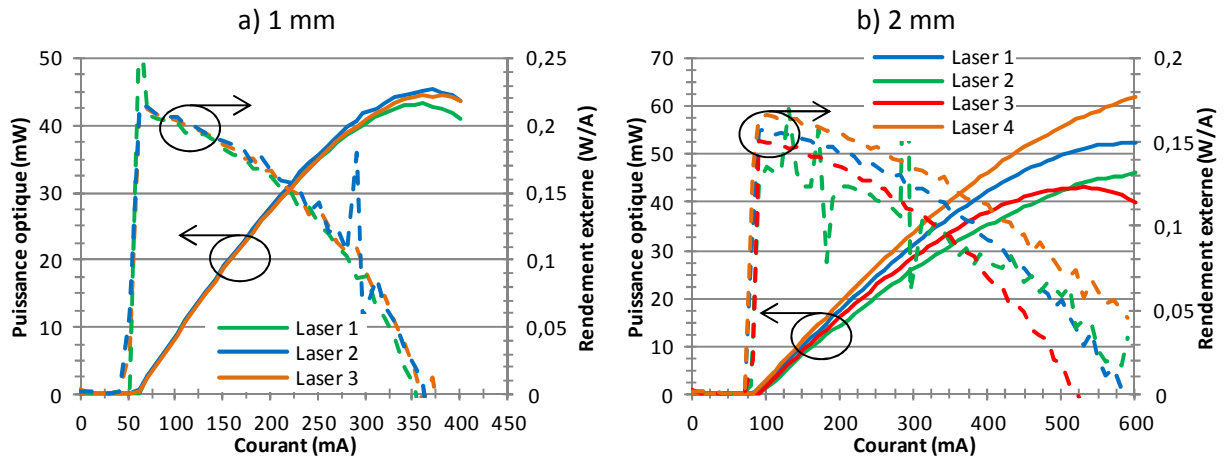 a) 1 mm
Puissance optique (mW)
50
40
30
20
10
0
0,25
0,2
0,15
0,1
0,05
0
Rendement externe (W/A)
Laser 1
Laser 2
Laser 3
0 50 100 150 200 250 300 350 400 450
Courant (mA)
b) 2 mm
Puissance optique (mW)
70
60
50
40
30
20
10
0
0,2
0,15
0,1
0,05
0
Rendement externe (W/A)
Laser 1
Laser 2
Laser 3
Laser 4
0 100 200 300 400 500 600
Courant (mA)